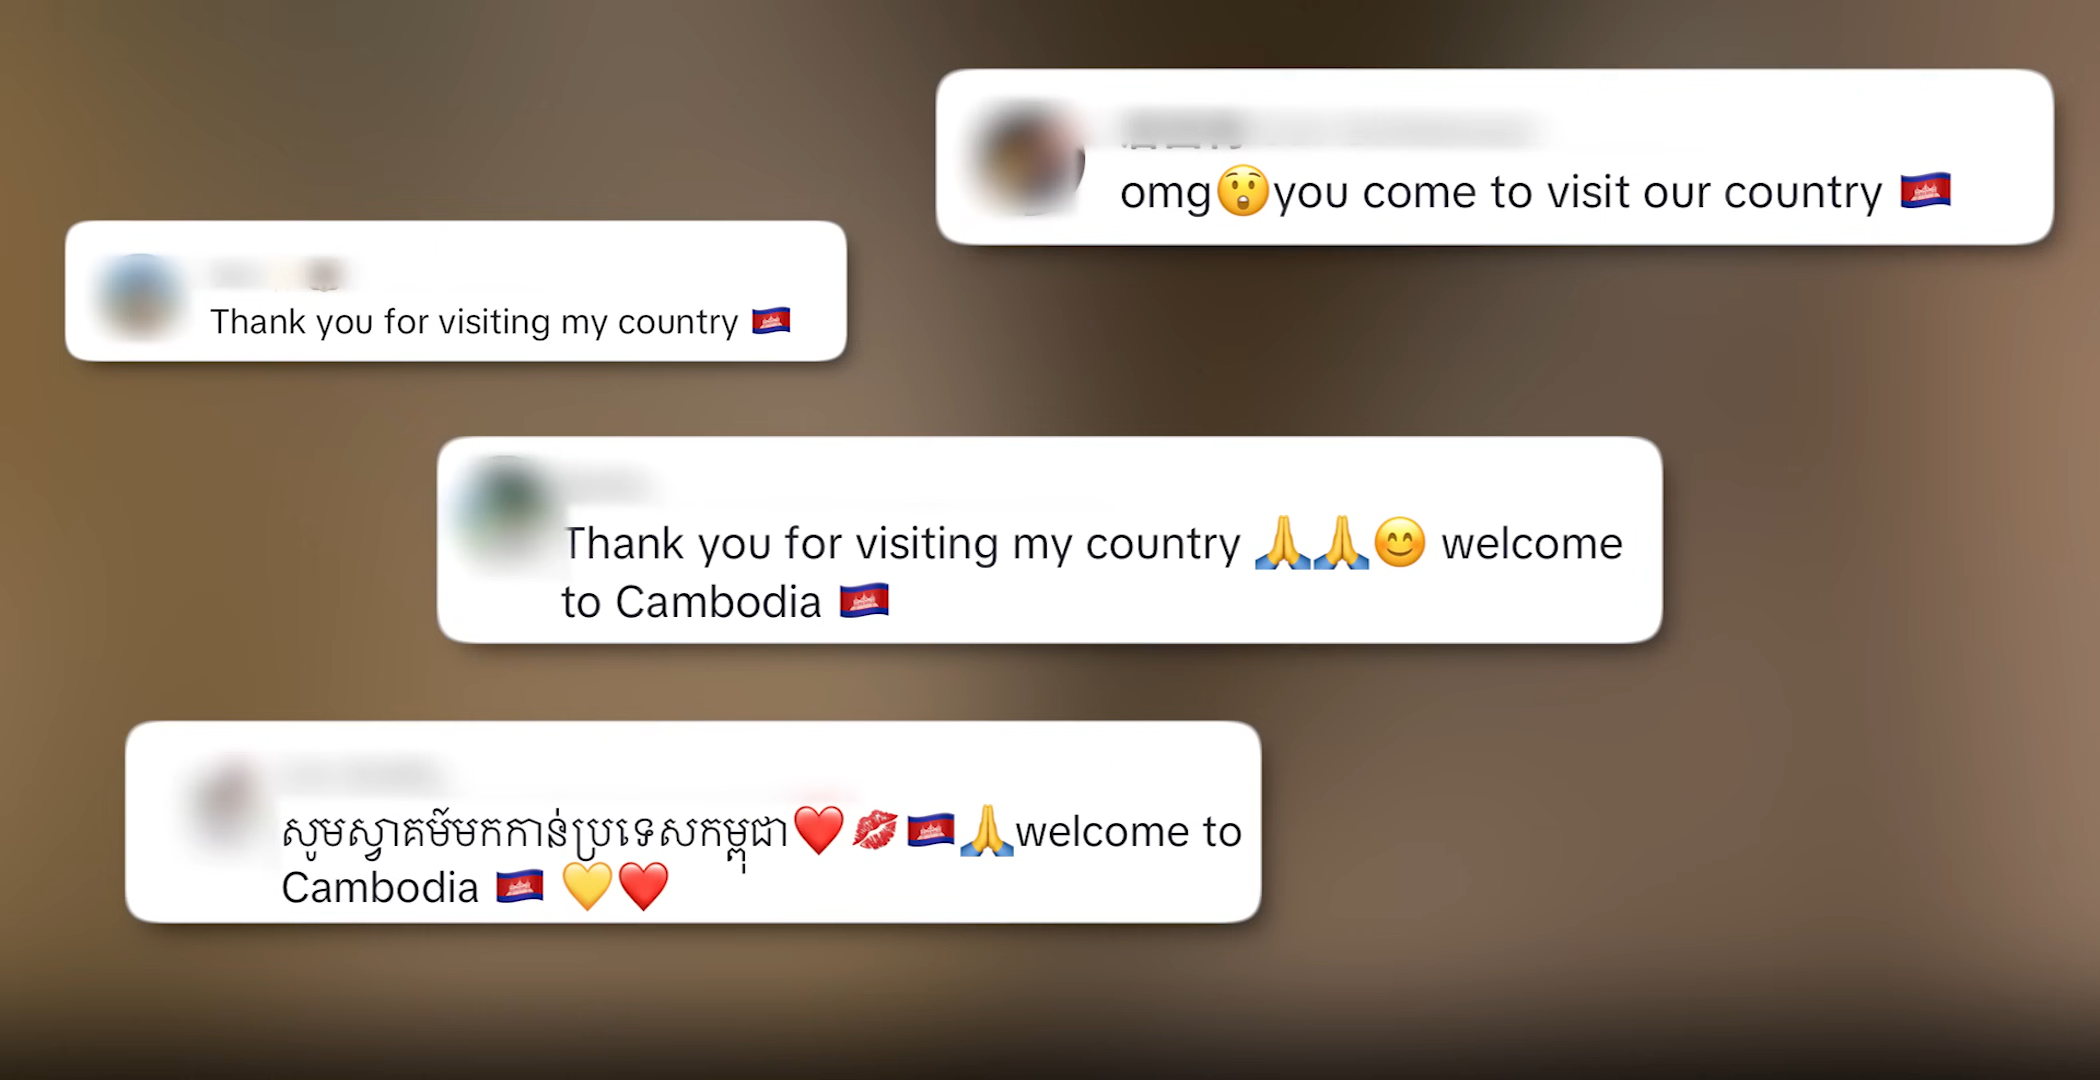 omg😲you come to visit our country 🇰🇭
Thank you for visiting my country 🇰🇭
Thank you for visiting my country 🙏🙏😊 welcome
to Cambodia 🇰🇭
សូមស្វាគមន៍មកកាន់ប្រទេសកម្ពុជា❤️💋🇰🇭🙏welcome to
Cambodia 🇰🇭 💛❤️